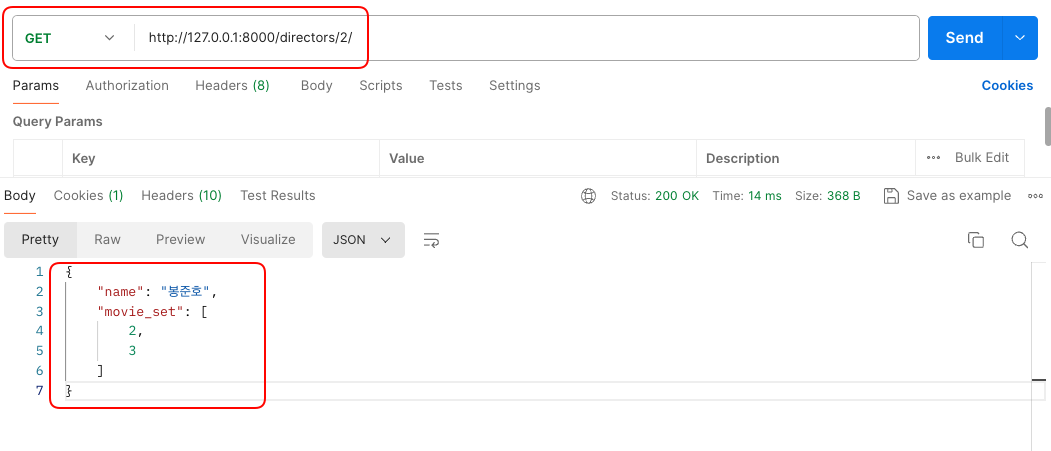 GET http://127.0.0.1:8000/directors/2/ Send
Params Authorization Headers (8) Body Scripts Tests Settings Cookies
Query Params
Key Value Description Bulk Edit
Body Cookies (1) Headers (10) Test Results Status: 200 OK Time: 14 ms Size: 368 B Save as example
Pretty Raw Preview Visualize JSON
1 {
2 "name": "봉준호",
3 "movie_set": [
4 2,
5 3
6 ]
7 }